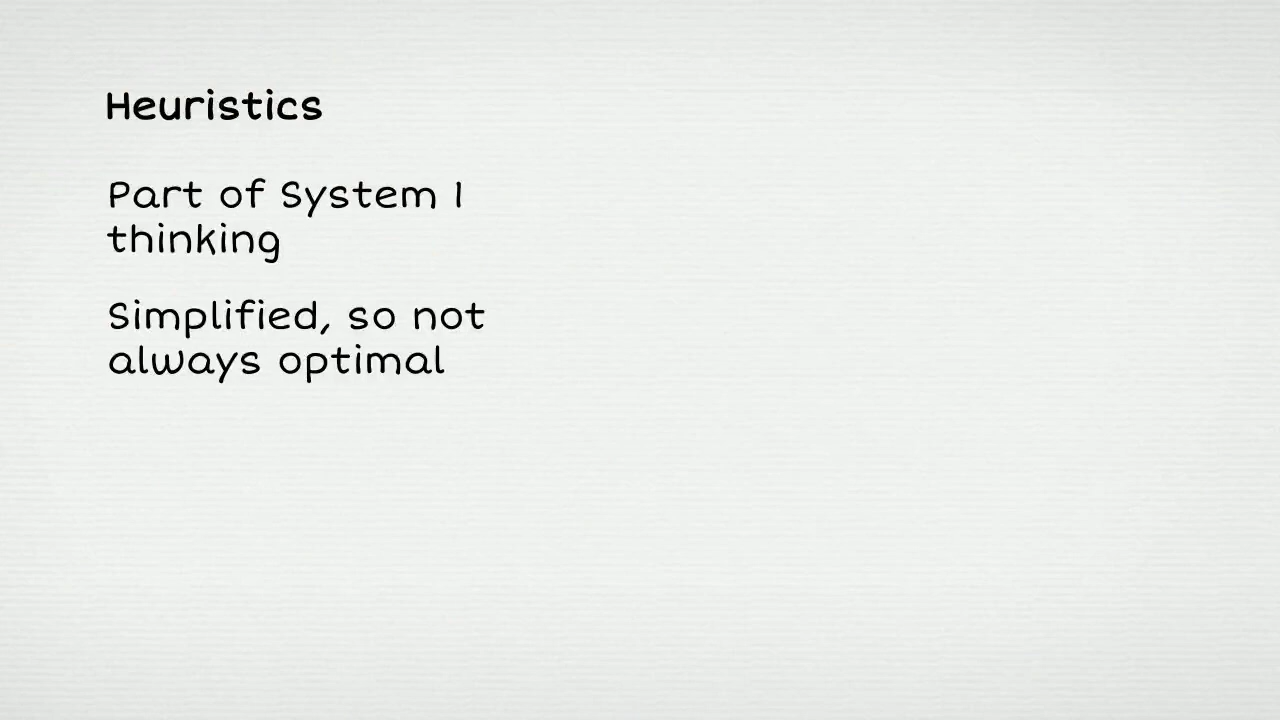 Heuristics
Part of System 1
thinking
Simplified, so not
always optimal